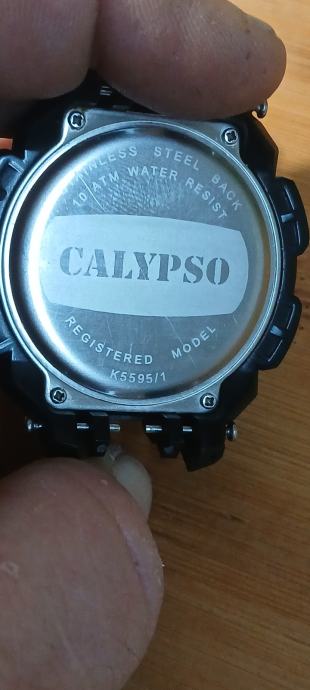 STAINLESS STEEL BACK
10 ATM WATER RESIST
CALYPSO
REGISTERED MODEL
K5595/1